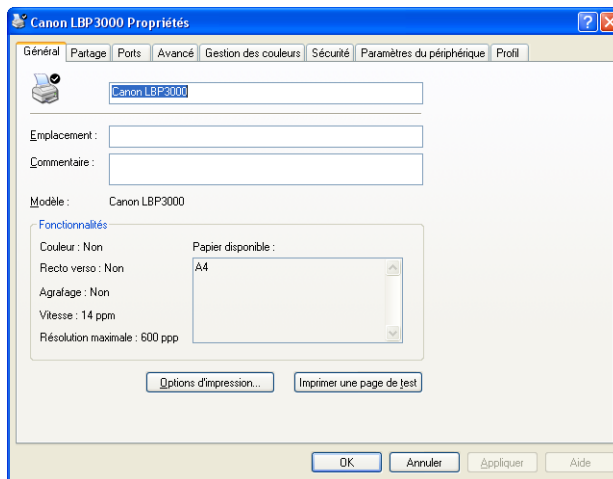 Canon LBP3000 Propriétés
Général Partage Ports Avancé Gestion des couleurs Sécurité Paramètres du périphérique Profil
Canon LBP3000
Emplacement :
Commentaire :
Modèle : Canon LBP3000
Fonctionnalités
Couleur : Non Papier disponible :
Recto verso : Non A4
Agrafage : Non
Vitesse : 14 ppm
Résolution maximale : 600 ppp
Options d'impression... Imprimer une page de test
OK Annuler Appliquer Aide